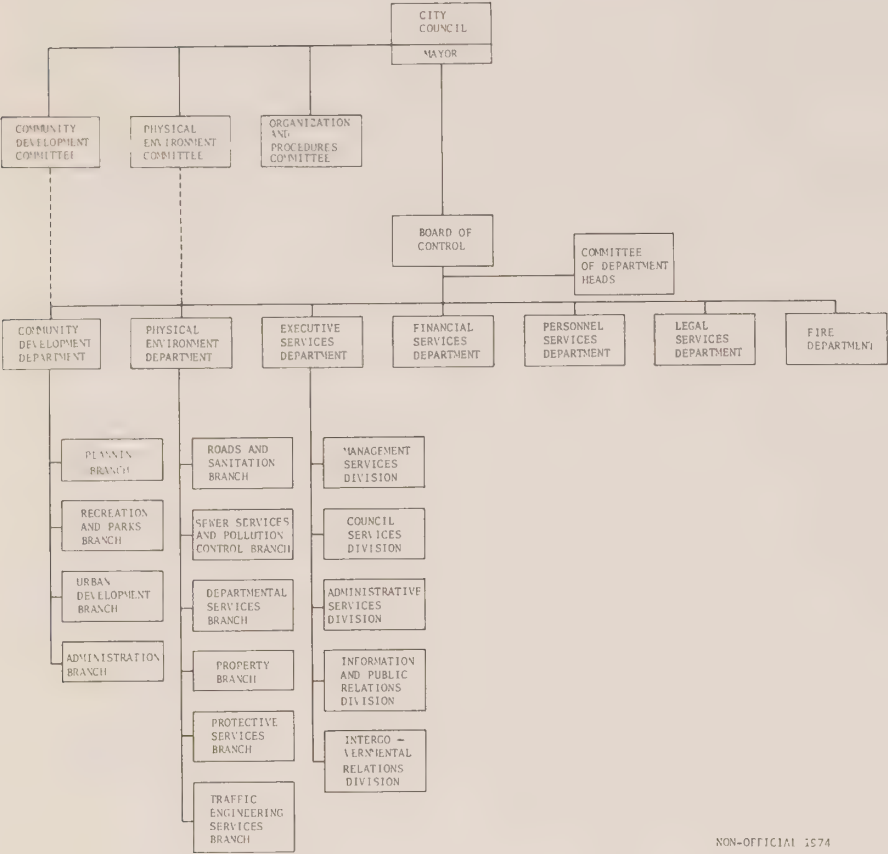 CITY
COUNCIL
MAYOR
COMMUNITY
DEVELOPMENT
COMMITTEE
PHYSICAL
ENVIRONMENT
COMMITTEE
ORGANIZATION
AND
PROCEDURES
COMMITTEE
BOARD OF
CONTROL
COMMITTEE
OF DEPARTMENT
HEADS
COMMUNITY
DEVELOPMENT
DEPARTMENT
PHYSICAL
ENVIRONMENT
DEPARTMENT
EXECUTIVE
SERVICES
DEPARTMENT
FINANCIAL
SERVICES
DEPARTMENT
PERSONNEL
SERVICES
DEPARTMENT
LEGAL
SERVICES
DEPARTMENT
FIRE
DEPARTMENT
PLANNIN
BRANCH
RECREATION
AND PARKS
BRANCH
URBAN
DEVELOPMENT
BRANCH
ADMINISTRATION
BRANCH
ROADS AND
SANITATION
BRANCH
SEWER SERVICES
AND POLLUTION
CONTROL BRANCH
DEPARTMENTAL
SERVICES
BRANCH
PROPERTY
BRANCH
PROTECTIVE
SERVICES
BRANCH
TRAFFIC
ENGINEERING
SERVICES
BRANCH
MANAGEMENT
SERVICES
DIVISION
COUNCIL
SERVICES
DIVISION
ADMINISTRATIVE
SERVICES
DIVISION
INFORMATION
AND PUBLIC
RELATIONS
DIVISION
INTERGO -
VERNMENTAL
RELATIONS
DIVISION
NON-OFFICIAL 1974